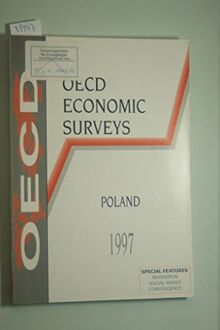 OECD
OECD ECONOMIC
SURVEYS
POLAND
1997
SPECIAL FEATURES
TRANSITION
SOCIAL ISSUES
CONVERGENCE